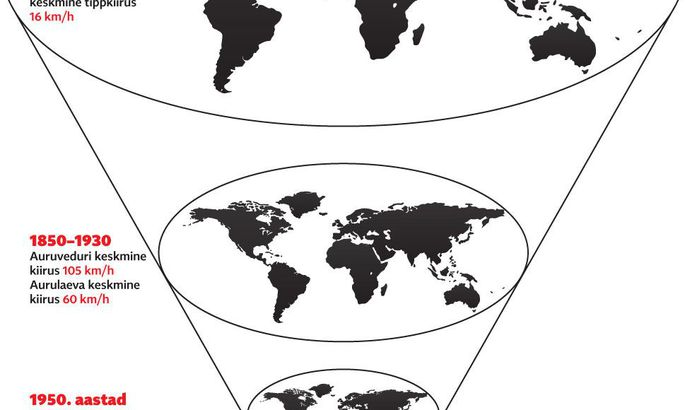 keskmine tippkiirus
16 km/h
1850–1930
Auruveduri keskmine
kiirus 105 km/h
Aurulaeva keskmine
kiirus 60 km/h
1950. aastad